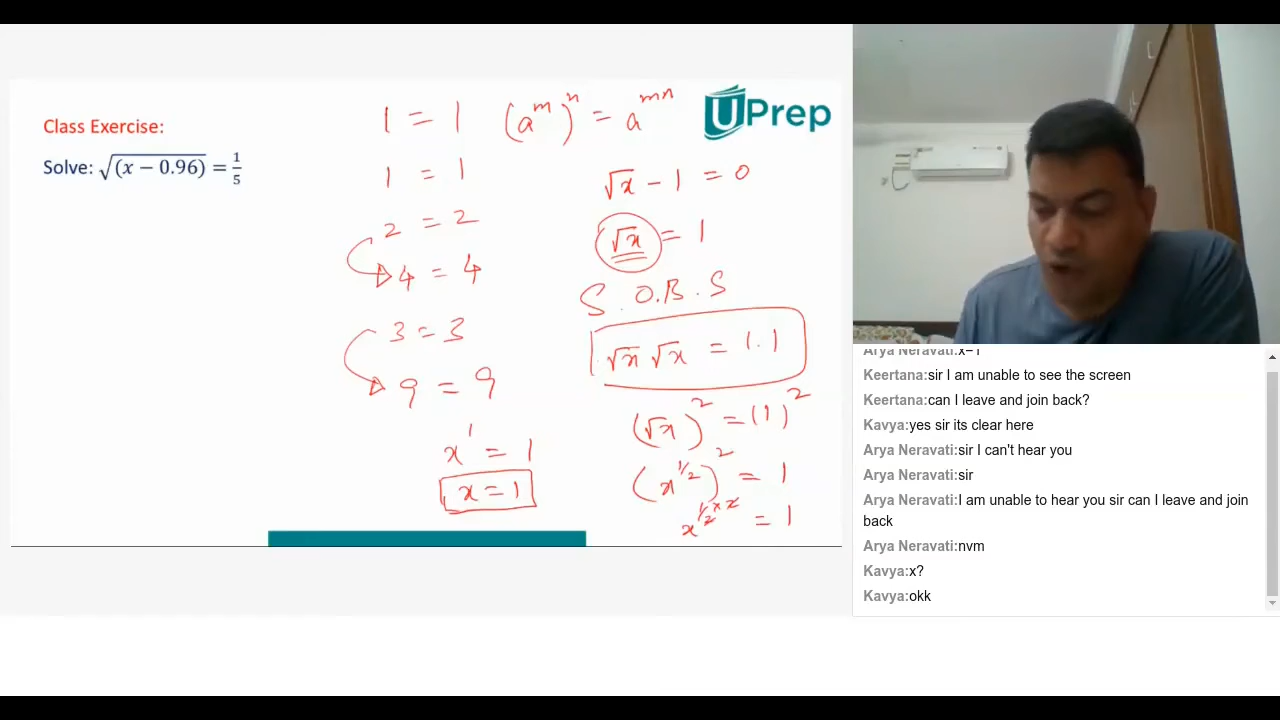 Class Exercise:
Solve: √(x − 0.96) = 1/5
1 = 1
1 = 1
2 = 2
4 = 4
3 = 3
9 = 9
x¹ = 1
x = 1
(a^m)^n = a^mn
√x − 1 = 0
√x = 1
S.O.B.S
√x √x = 1.1
(√x)² = (1)²
(x^1/2)² = 1
x^1/2×2 = 1
UPrep
Arya Neravati:x=1
Keertana:sir I am unable to see the screen
Keertana:can I leave and join back?
Kavya:yes sir its clear here
Arya Neravati:sir I can't hear you
Arya Neravati:sir
Arya Neravati:I am unable to hear you sir can I leave and join
back
Arya Neravati:nvm
Kavya:x?
Kavya:okk